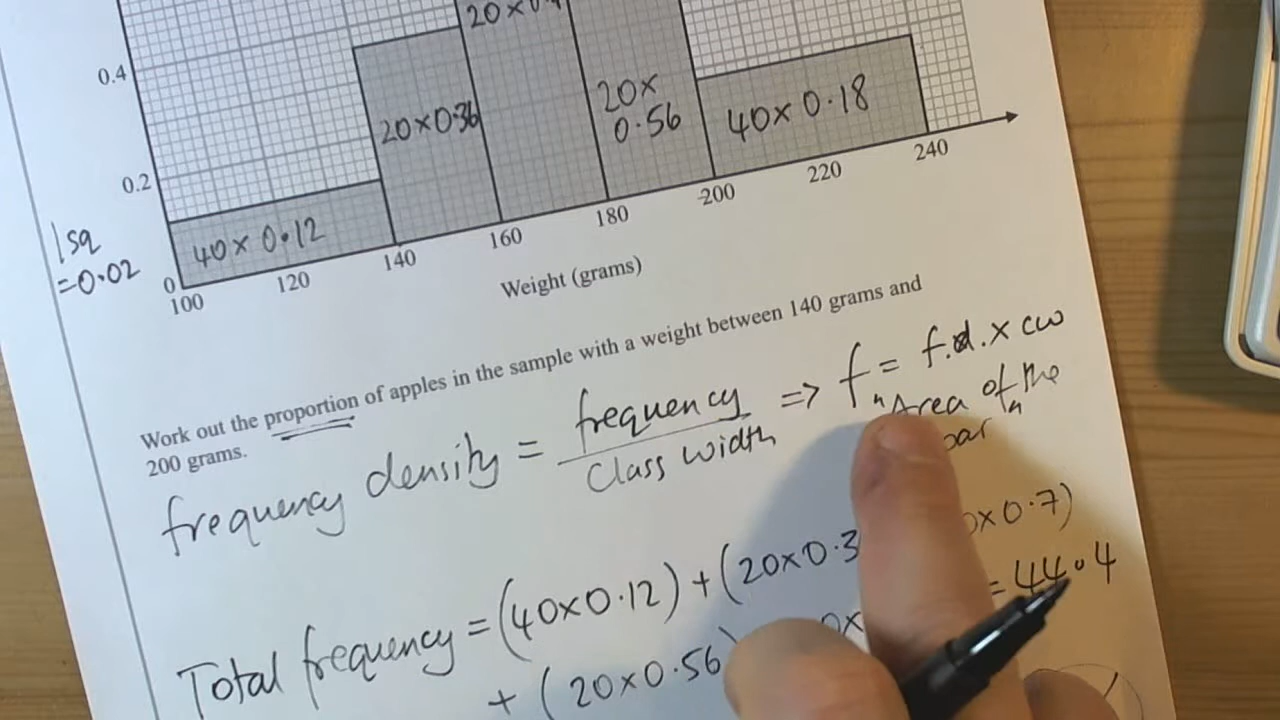 20×0.
0.4
20×0.36
20×
0.56
40×0.18
0.2
40×0.12
1sq
=0.02
0
100
120
140
160
180
200
220
240
Weight (grams)
Work out the proportion of apples in the sample with a weight between 140 grams and
200 grams.
frequency density = frequency / Class width => f = f.d. × cw
"Area of the
bar"
Total frequency = (40×0.12) + (20×0.3 ×0.7)
+ (20×0.56) = 44.4